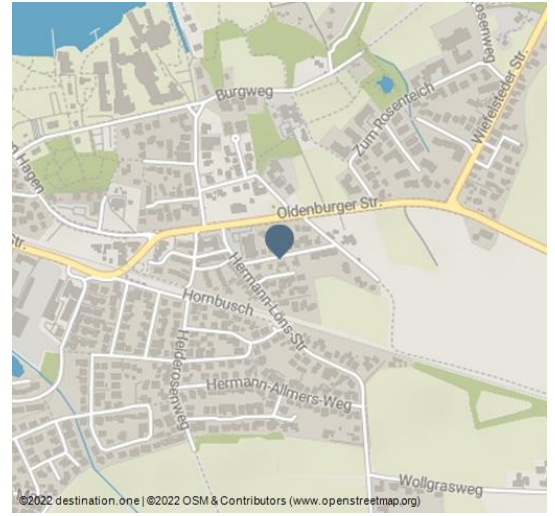 rosenweg
Burgweg
Zum Rosenteich
Wiefelsteder Str.
Hagen
Oldenburger Str.
Str.
Hermann-Löns-Str
Hornbusch
Heiderosenweg
Hermann-Allmers-Weg
Wollgrasweg
©2022 destination.one | ©2022 OSM & Contributors (www.openstreetmap.org)